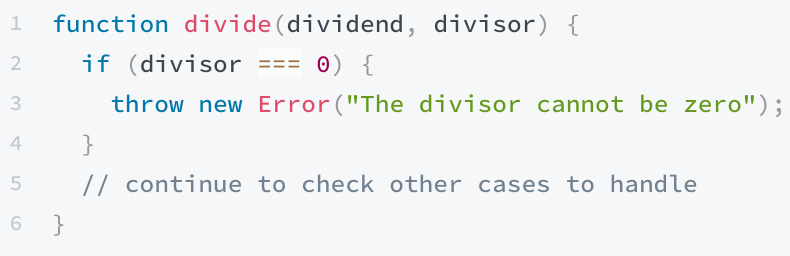 1 function divide(dividend, divisor) {
2   if (divisor === 0) {
3     throw new Error("The divisor cannot be zero");
4   }
5   // continue to check other cases to handle
6 }